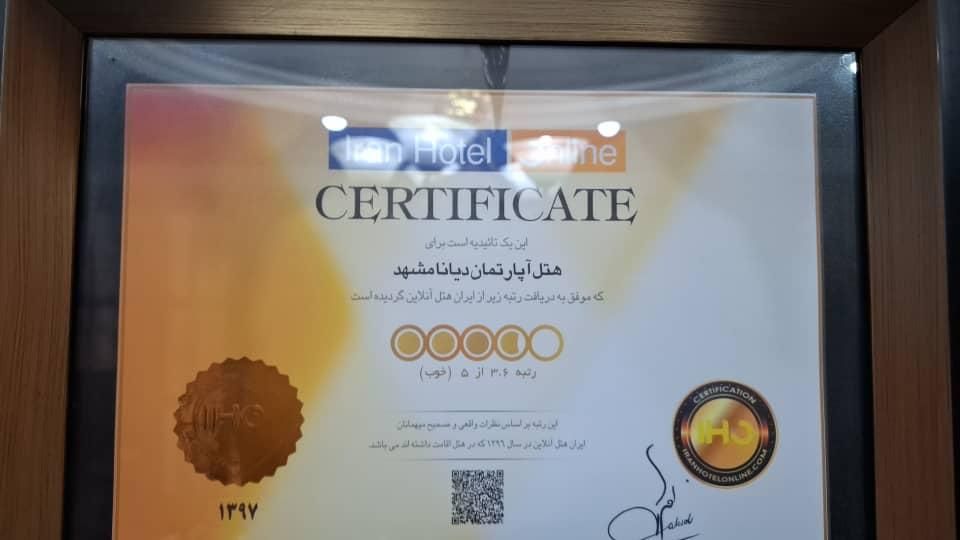 Iran Hotel Online
CERTIFICATE
این یک تائیدیه است برای
هتل آپارتمان دیانا مشهد
که موفق به دریافت رتبه زیر از ایران هتل آنلاین گردیده است
رتبه ۳.۶ از ۵ (خوب)
این رتبه بر اساس نظرات واقعی و صحیح میهمانان
ایران هتل آنلاین در سال ۱۳۹۶ که در هتل اقامت داشته اند می باشد
IHO
۱۳۹۷
CERTIFICATION
IHO
IRANHOTELONLINE.COM